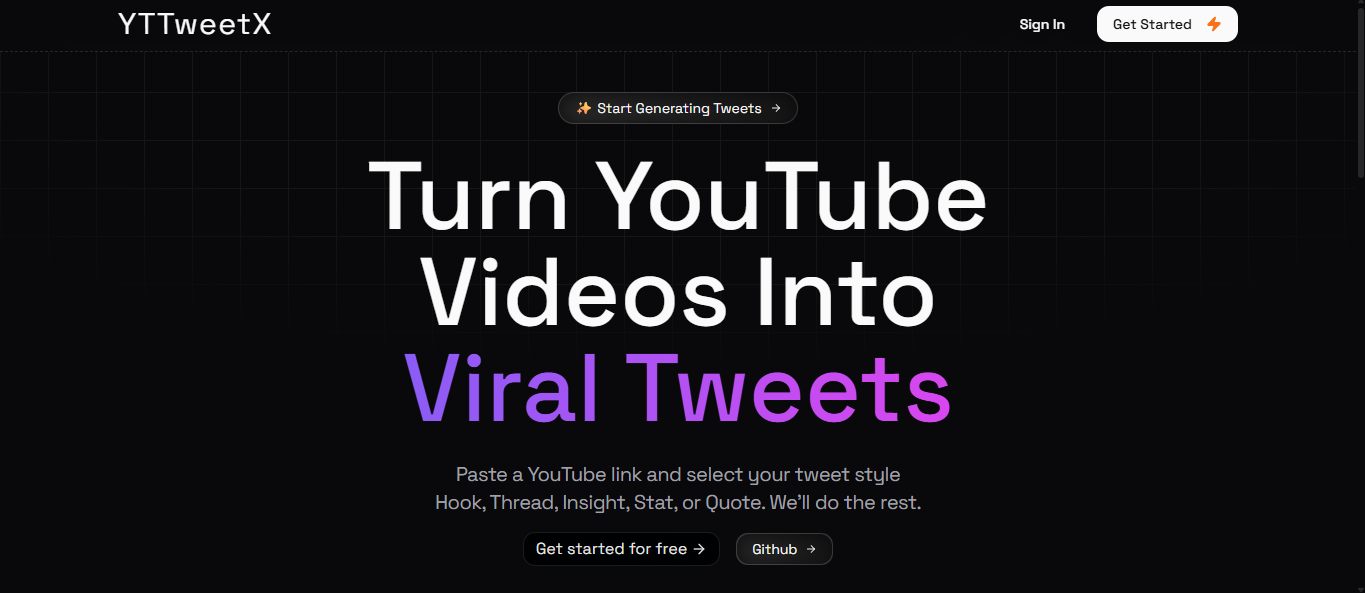 YTTweetX
Sign In
Get Started
Start Generating Tweets →
Turn YouTube
Videos Into
Viral Tweets
Paste a YouTube link and select your tweet style
Hook, Thread, Insight, Stat, or Quote. We’ll do the rest.
Get started for free →
Github →